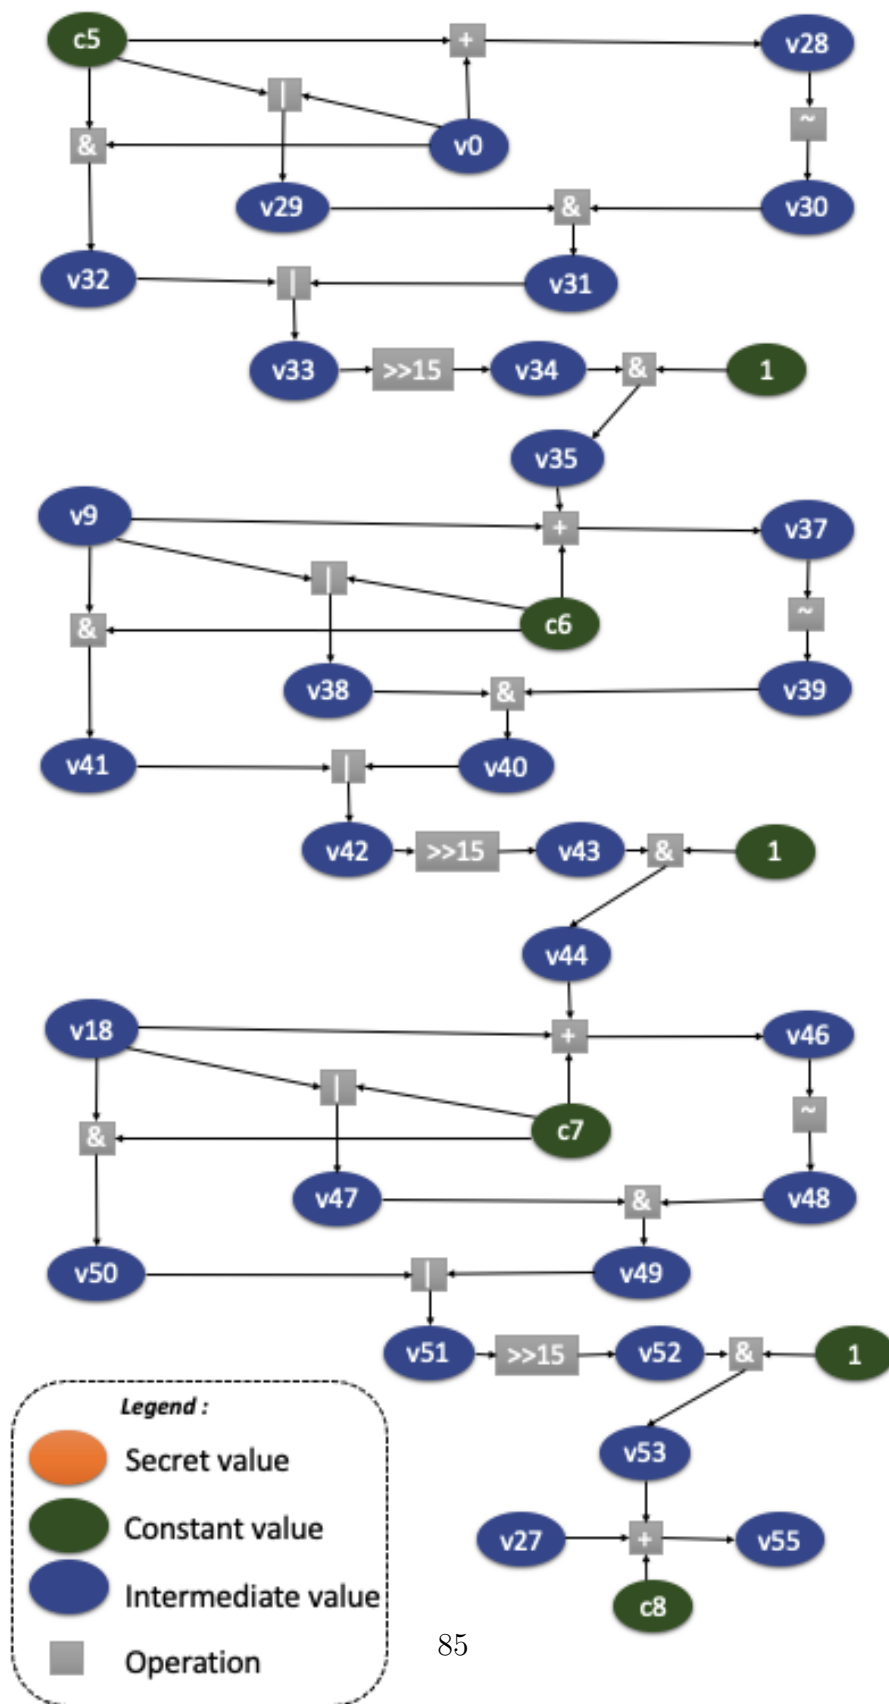 c5 + v28
| ~
& v0
v29 & v30
v32 | v31
v33 >>15 v34 & 1
v35
v9 + v37
| ~
& c6
v38 & v39
v41 | v40
v42 >>15 v43 & 1
v44
v18 + v46
| ~
& c7
v47 & v48
v50 | v49
v51 >>15 v52 & 1
Legend :
Secret value
Constant value
Intermediate value
Operation
v53
v27 + v55
c8
85